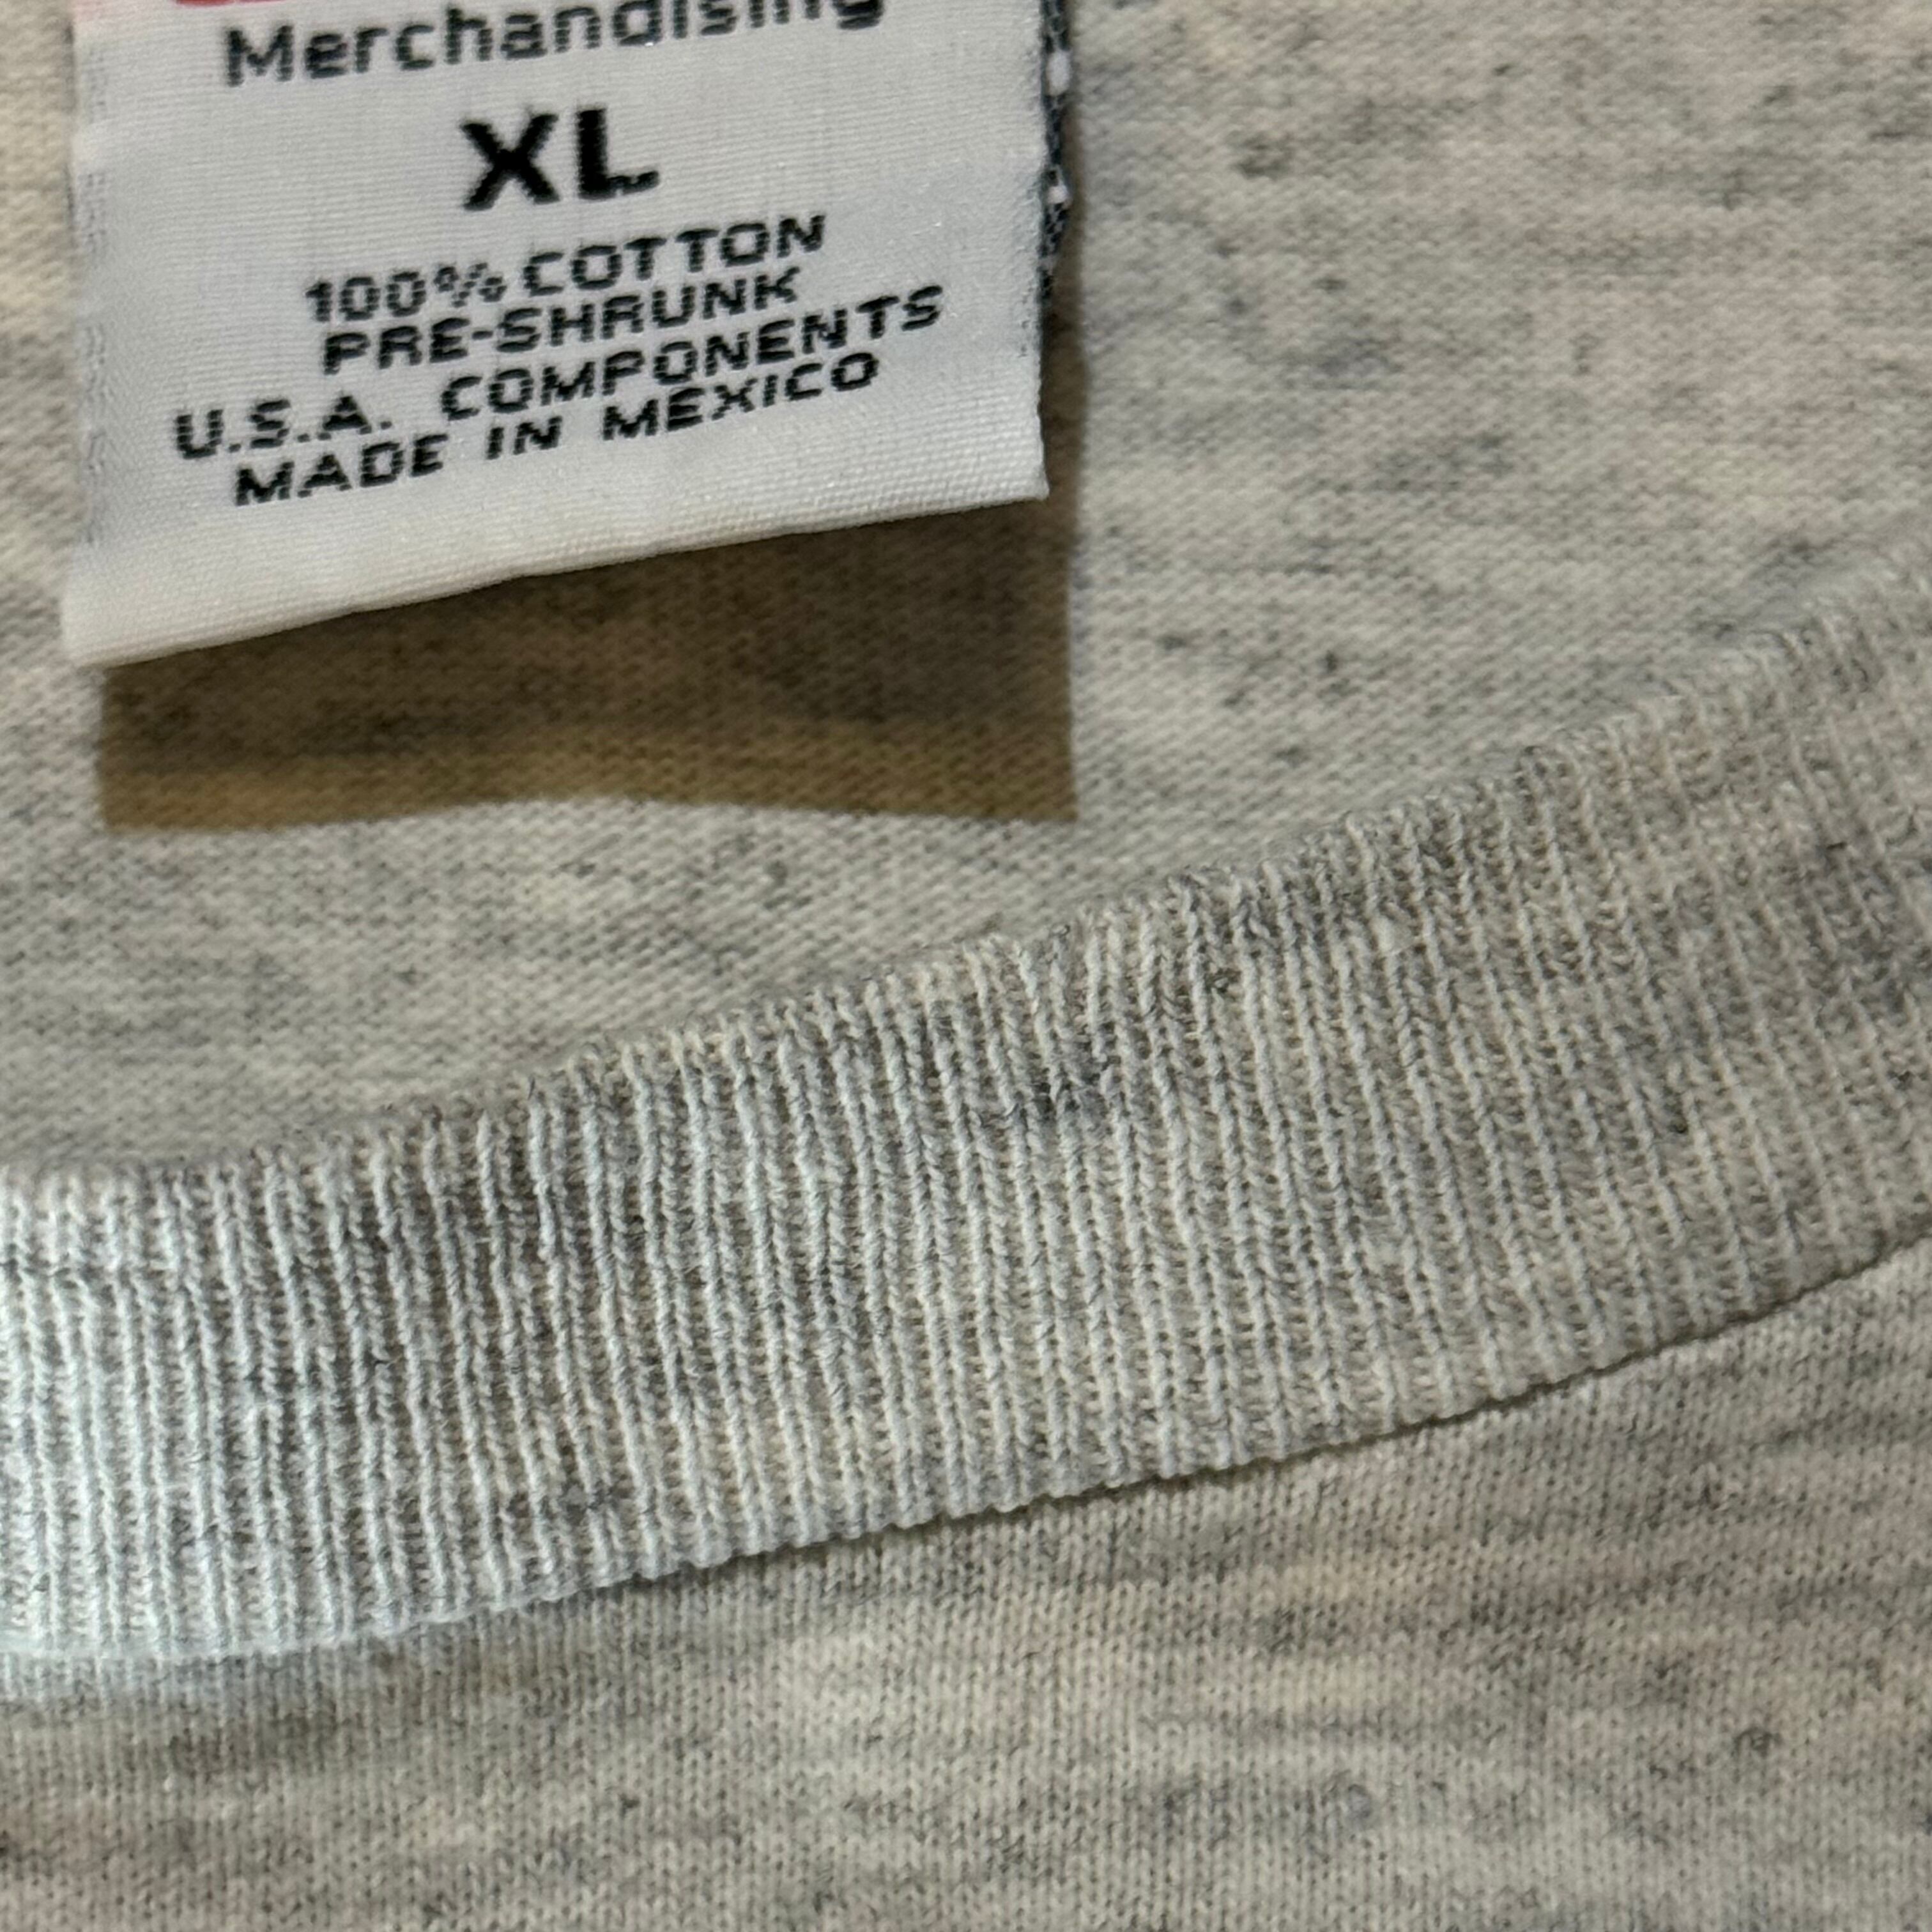 Merchandising
XL
100% COTTON
PRE-SHRUNK
U.S.A. COMPONENTS
MADE IN MEXICO